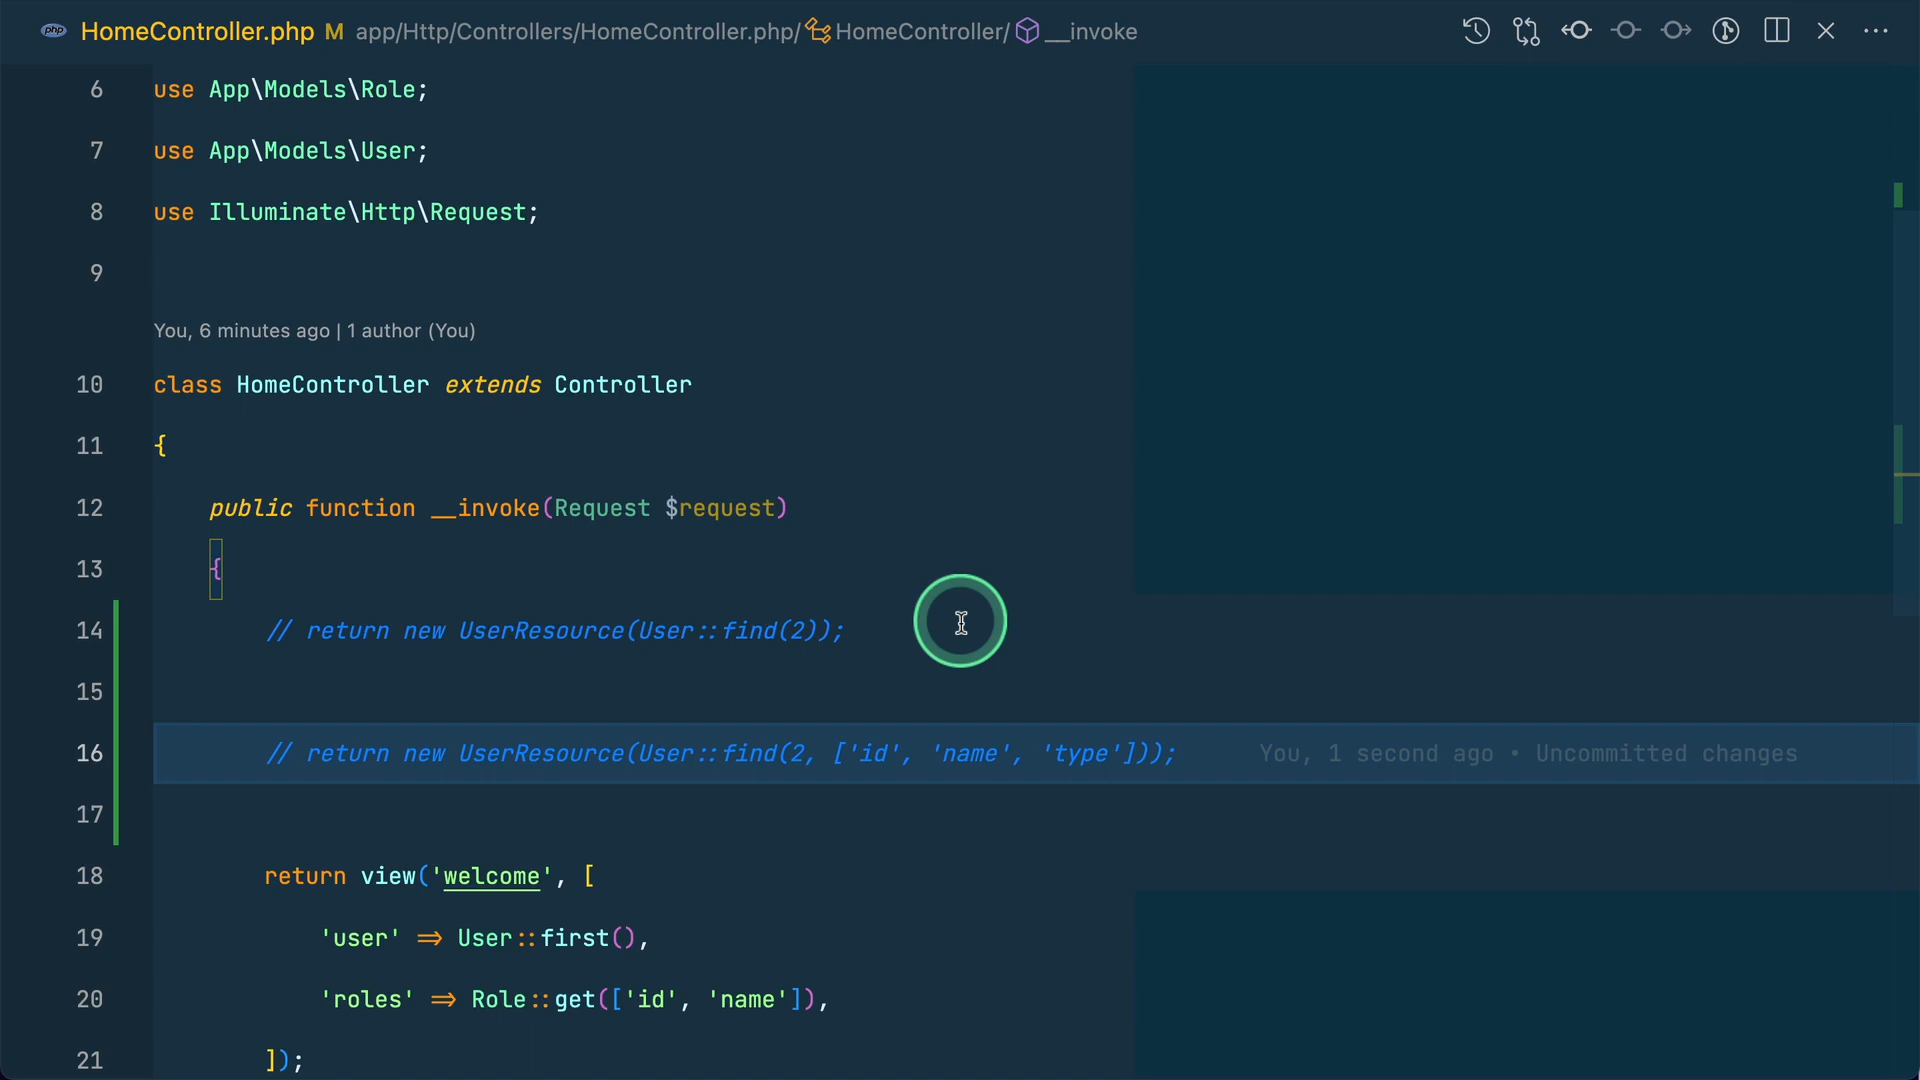 php HomeController.php M app/Http/Controllers/HomeController.php/ HomeController/ __invoke
6 use App\Models\Role;
7 use App\Models\User;
8 use Illuminate\Http\Request;
9
You, 6 minutes ago | 1 author (You)
10 class HomeController extends Controller
11 {
12 public function __invoke(Request $request)
13 {
14 // return new UserResource(User::find(2));
15
16 // return new UserResource(User::find(2, ['id', 'name', 'type'])); You, 1 second ago • Uncommitted changes
17
18 return view('welcome', [
19 'user' => User::first(),
20 'roles' => Role::get(['id', 'name']),
21 ]);